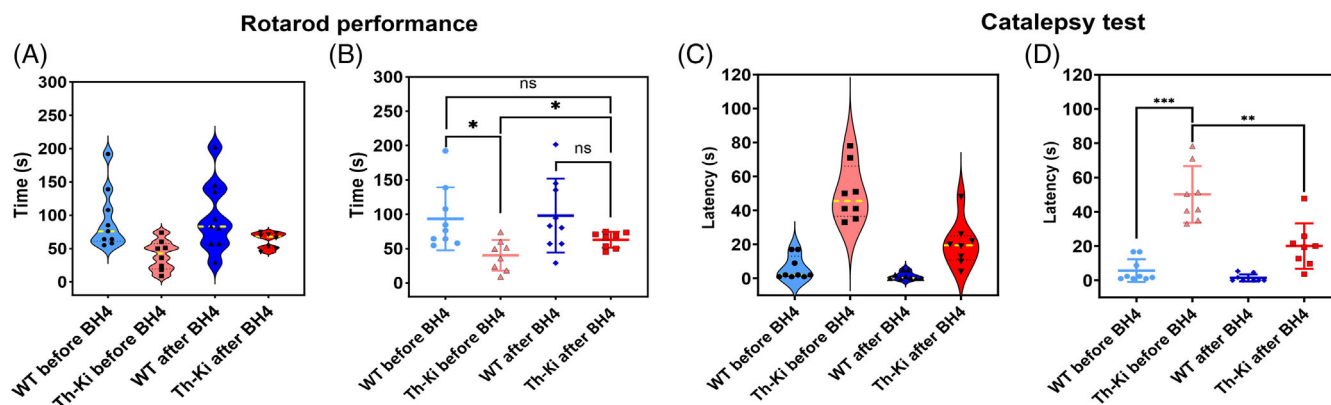 Rotarod performance
Catalepsy test
(A)
Time (s)
300
250
200
150
100
50
0
WT before BH4
Th-Ki before BH4
WT after BH4
Th-Ki after BH4
(B)
Time (s)
300
250
200
150
100
50
0
ns
*
*
ns
WT before BH4
Th-Ki before BH4
WT after BH4
Th-Ki after BH4
(C)
Latency (s)
120
100
80
60
40
20
0
WT before BH4
Th-Ki before BH4
WT after BH4
Th-Ki after BH4
(D)
Latency (s)
120
100
80
60
40
20
0
***
**
WT before BH4
Th-Ki before BH4
WT after BH4
Th-Ki after BH4